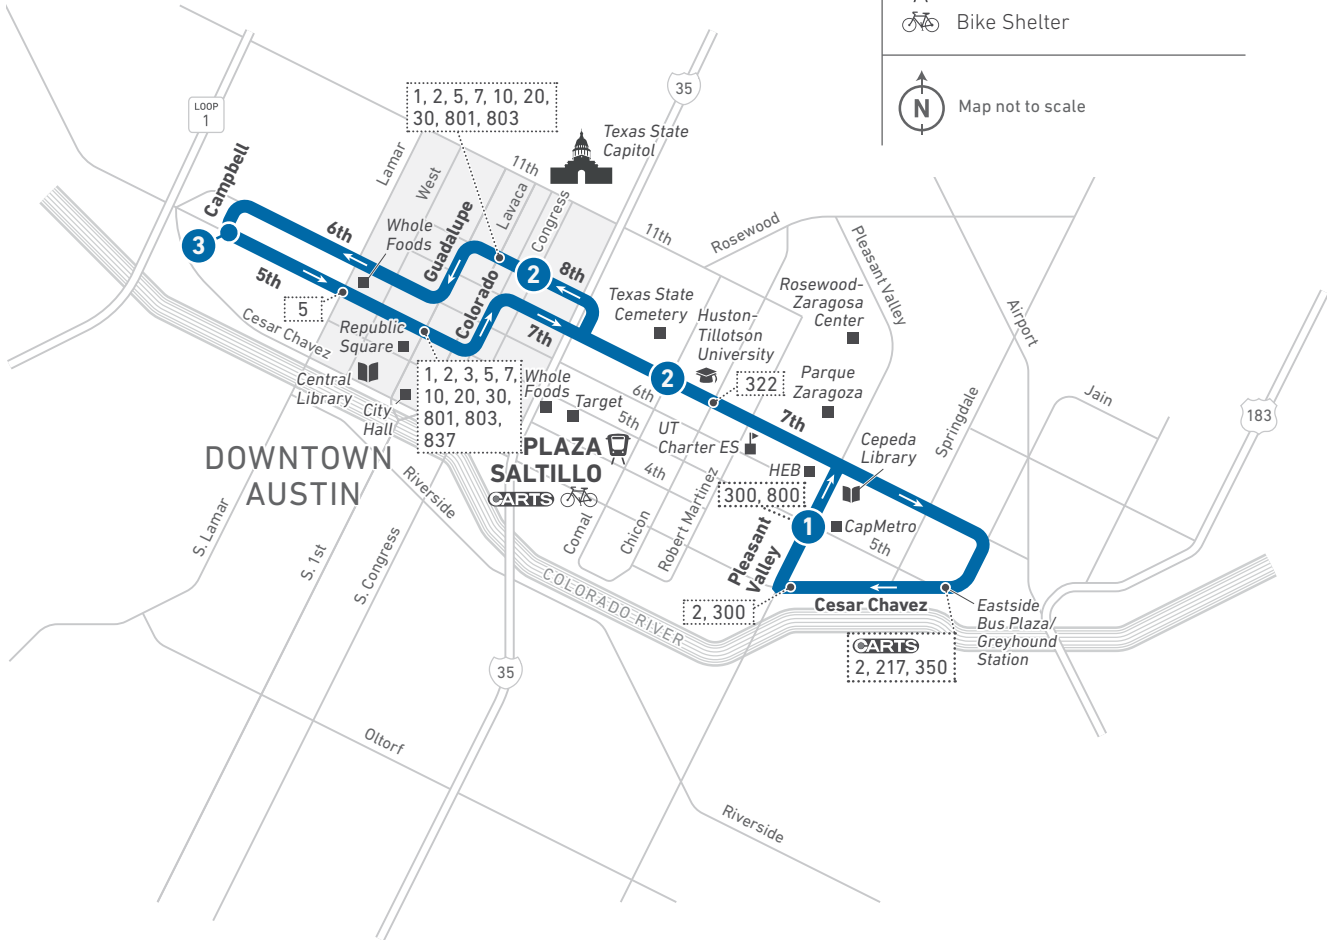 Bike Shelter
N
Map not to scale
LOOP
1
35
1, 2, 5, 7, 10, 20,
30, 801, 803
Texas State
Capitol
Campbell
Lamar
West
11th
Lavaca
Congress
Guadalupe
Whole
Foods
6th
3
5th
2
8th
11th
Rosewood
Pleasant Valley
Rosewood-
Zaragosa
Center
Airport
5
Cesar Chavez
Colorado
7th
Republic
Square
Texas State
Cemetery
Huston-
Tillotson
University
Central
Library
City
Hall
1, 2, 3, 5, 7,
10, 20, 30,
801, 803,
837
Whole
Foods
Target
2
6th
5th
4th
322
Parque
Zaragoza
7th
Springdale
Jain
183
UT
Charter ES
Cepeda
Library
HEB
DOWNTOWN
AUSTIN
PLAZA
SALTILLO
CARTS
Riverside
300, 800
1
CapMetro
5th
Pleasant
Valley
Comal
Chicon
Robert Martinez
S. Lamar
S. 1st
S. Congress
COLORADO RIVER
2, 300
Cesar Chavez
Eastside
Bus Plaza/
Greyhound
Station
CARTS
2, 217, 350
35
Oltorf
Riverside